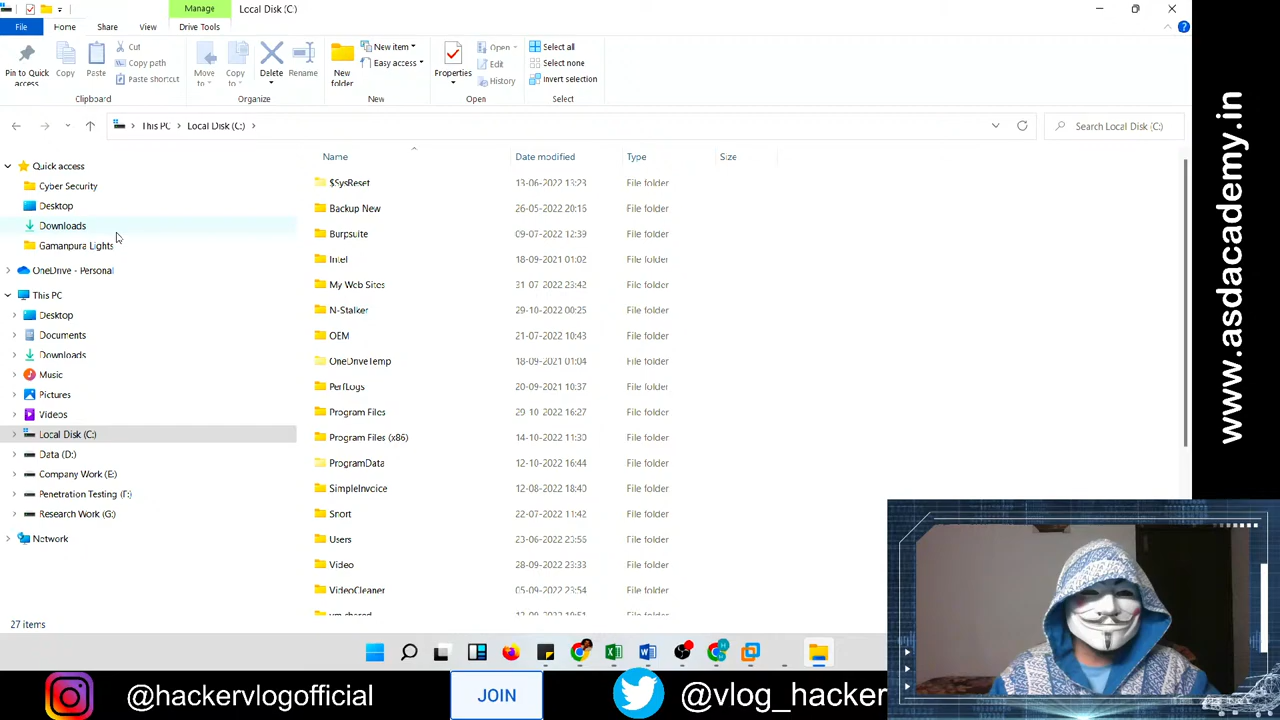 Manage
Local Disk (C:)
File
Home
Share
View
Drive Tools
Pin to Quick access
Copy
Paste
Cut
Copy path
Paste shortcut
Clipboard
Move to
Copy to
Delete
Rename
Organize
New folder
New item
Easy access
New
Properties
Open
Edit
History
Open
Select all
Select none
Invert selection
Select
This PC > Local Disk (C:) >
Search Local Disk (C:)
Quick access
Cyber Security
Desktop
Downloads
Gamanpura Lights
OneDrive - Personal
This PC
Desktop
Documents
Downloads
Music
Pictures
Videos
Local Disk (C:)
Data (D:)
Company Work (E:)
Penetration Testing (F:)
Research Work (G:)
Network
Name Date modified Type Size
$SysReset 13-06-2022 13:23 File folder
Backup New 26-05-2022 20:16 File folder
Burpsuite 09-07-2022 12:39 File folder
Intel 18-09-2021 01:02 File folder
My Web Sites 31-07-2022 23:42 File folder
N-Stalker 29-10-2022 00:25 File folder
OEM 21-07-2022 10:43 File folder
OneDriveTemp 18-09-2021 01:04 File folder
PerfLogs 20-09-2021 10:37 File folder
Program Files 29-10-2022 16:27 File folder
Program Files (x86) 14-10-2022 11:30 File folder
ProgramData 12-10-2022 16:44 File folder
SimpleInvoice 12-08-2022 18:40 File folder
Snort 22-07-2022 11:42 File folder
Users 23-06-2022 23:55 File folder
Video 28-09-2022 23:33 File folder
VideoCleaner 05-09-2022 23:54 File folder
27 items
www.asdacademy.in
@hackervlogofficial
JOIN
@vlog_hacker